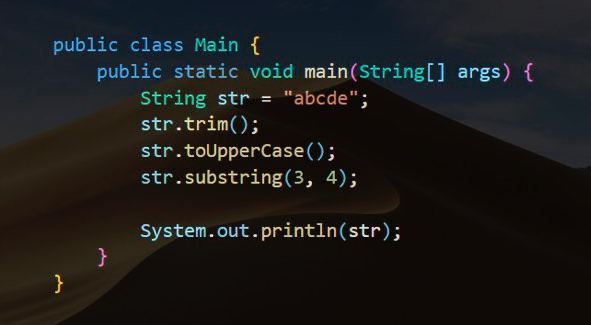 public class Main {
    public static void main(String[] args) {
        String str = "abcde";
        str.trim();
        str.toUpperCase();
        str.substring(3, 4);

        System.out.println(str);
    }
}